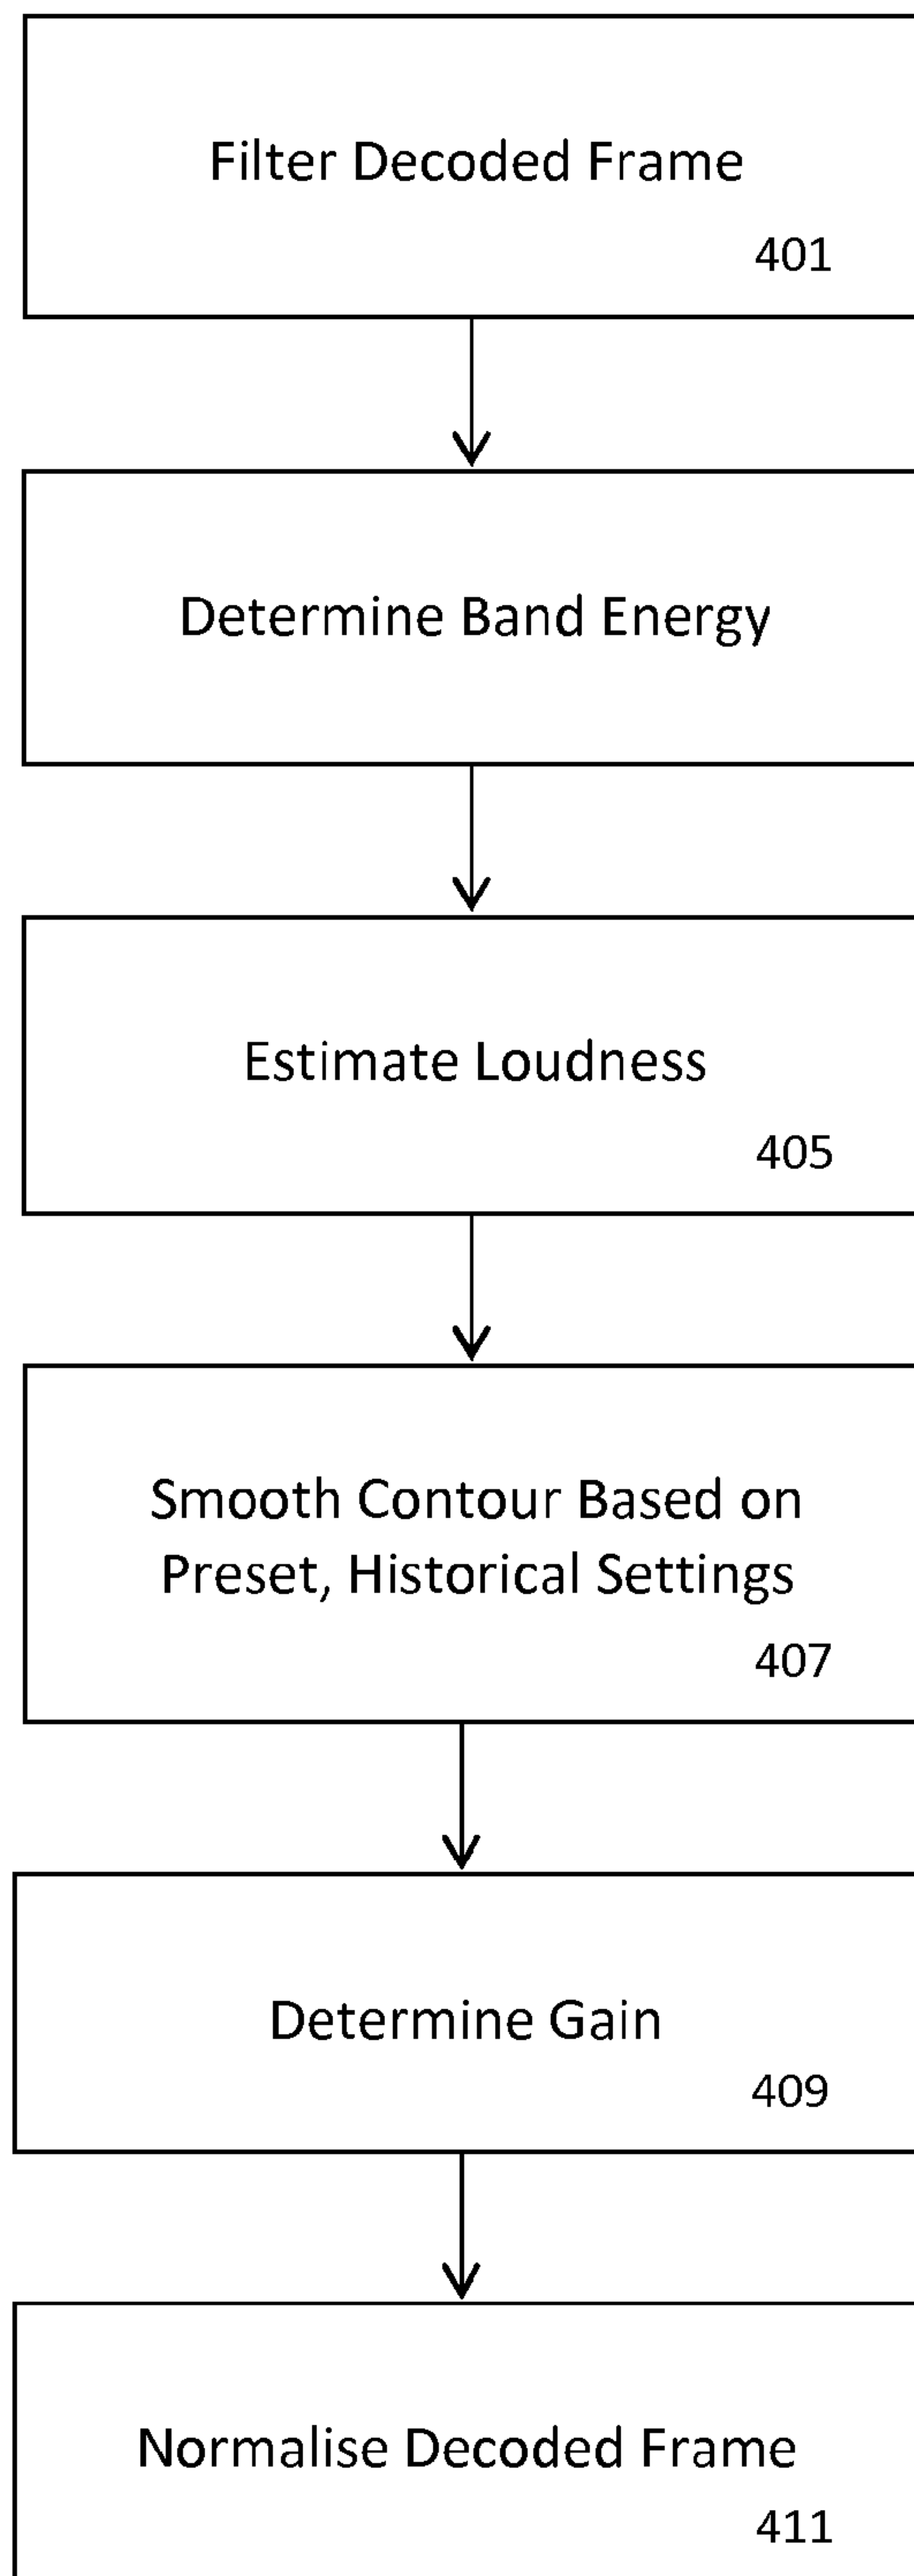 Filter Decoded Frame
401
Determine Band Energy
Estimate Loudness
405
Smooth Contour Based on
Preset, Historical Settings
407
Determine Gain
409
Normalise Decoded Frame
411